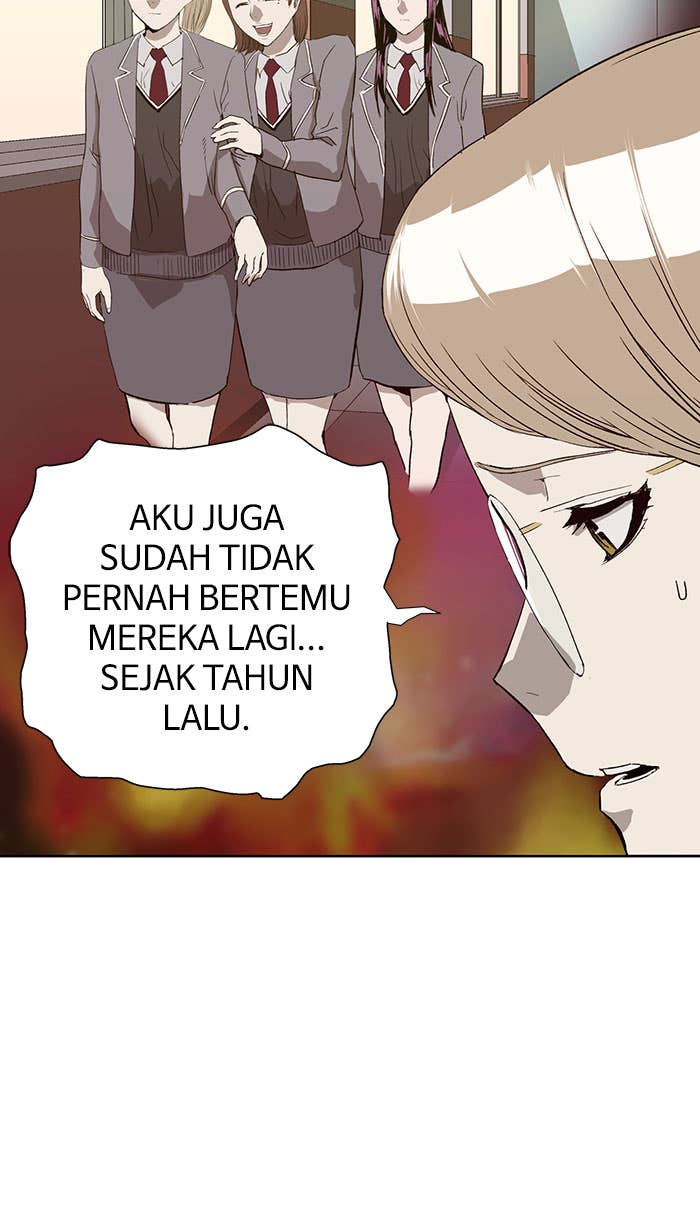 AKU JUGA
SUDAH TIDAK
PERNAH BERTEMU
MEREKA LAGI...
SEJAK TAHUN
LALU.